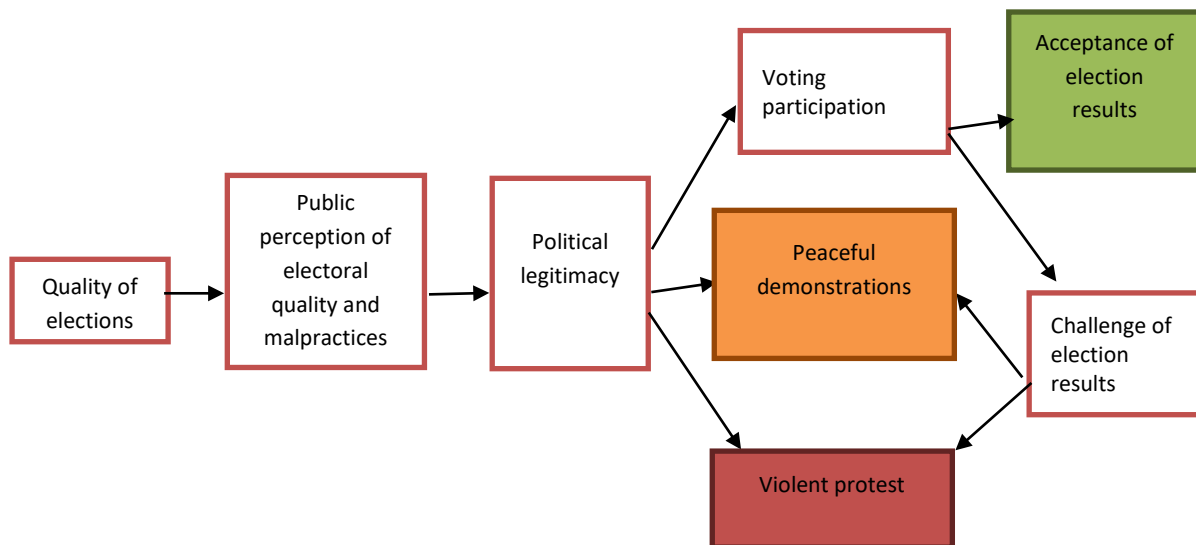 Quality of
elections
Public
perception of
electoral
quality and
malpractices
Political
legitimacy
Voting
participation
Acceptance of
election
results
Peaceful
demonstrations
Challenge of
election
results
Violent protest